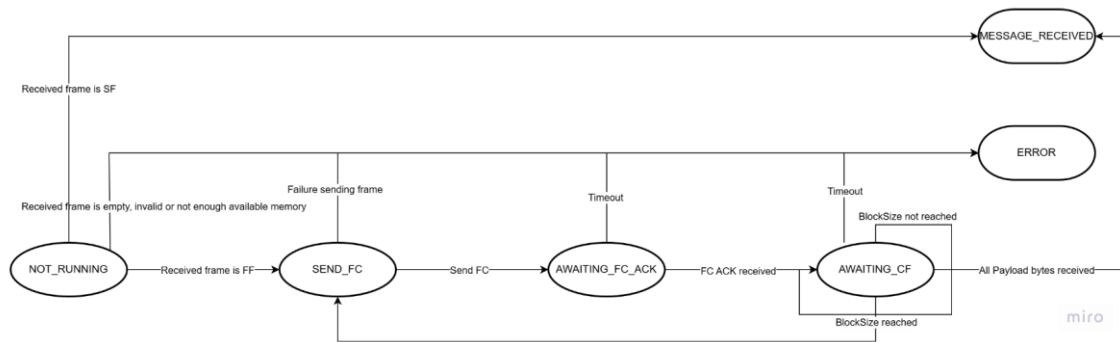 MESSAGE_RECEIVED
Received frame is SF
ERROR
Failure sending frame
Timeout
Timeout
Received frame is empty, invalid or not enough available memory
BlockSize not reached
NOT_RUNNING
Received frame is FF
SEND_FC
Send FC
AWAITING_FC_ACK
FC ACK received
AWAITING_CF
All Payload bytes received
BlockSize reached
miro